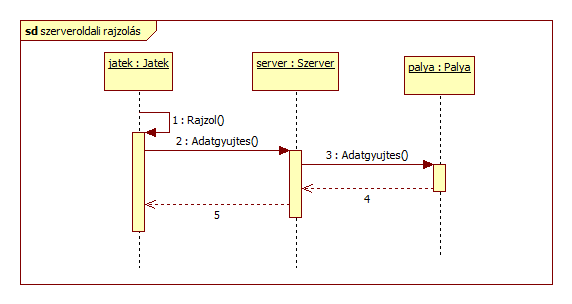 sd szerveroldali rajzolás
jatek : Jatek
server : Szerver
palya : Palya
1 : Rajzol()
2 : Adatgyujtes()
3 : Adatgyujtes()
4
5